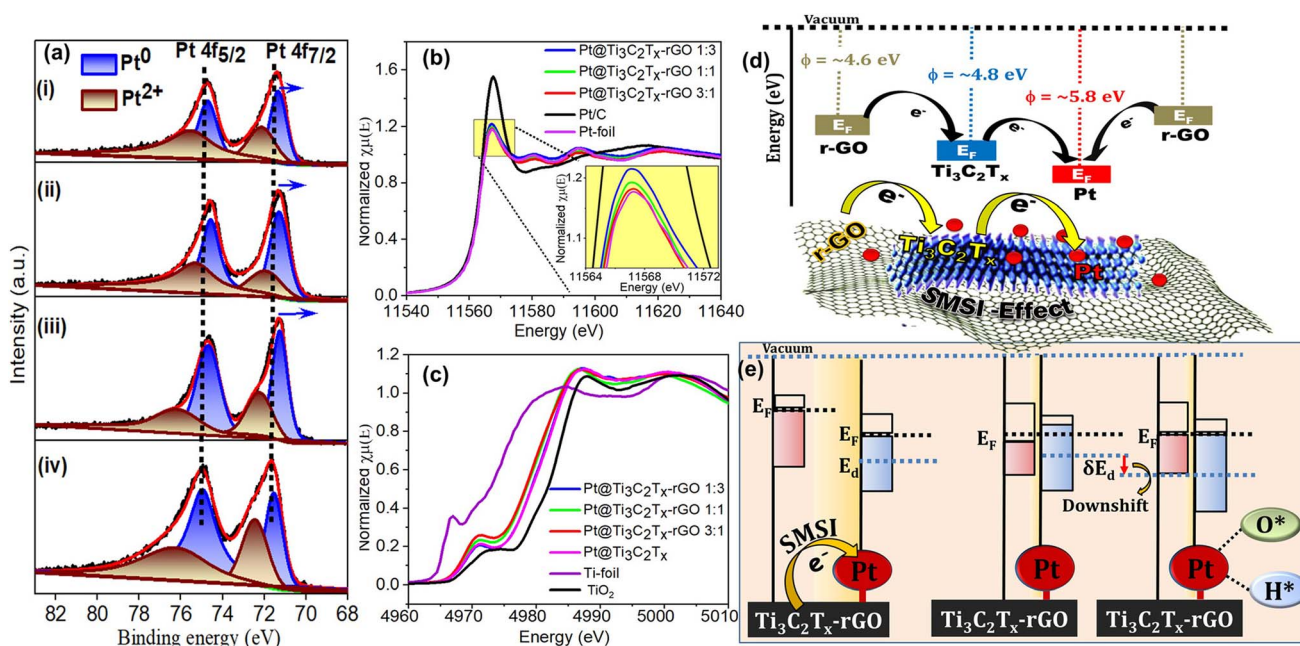 (a)
Pt 4f5/2 Pt 4f7/2
Pt0
Pt2+
(i)
(ii)
(iii)
(iv)
Intensity (a.u.)
82 80 78 76 74 72 70 68
Binding energy (eV)
(b)
Pt@Ti3C2Tx-rGO 1:3
Pt@Ti3C2Tx-rGO 1:1
Pt@Ti3C2Tx-rGO 3:1
Pt/C
Pt-foil
Normalized χμ(E)
1.6
1.2
0.8
0.4
0.0
11540 11560 11580 11600 11620 11640
Energy (eV)
Normalized χμ(E)
1.2
1.1
11564 11568 11572
Energy (eV)
(c)
Pt@Ti3C2Tx-rGO 1:3
Pt@Ti3C2Tx-rGO 1:1
Pt@Ti3C2Tx-rGO 3:1
Pt@Ti3C2Tx
Ti-foil
TiO2
Normalized χμ(E)
1.2
1.0
0.8
0.6
0.4
0.2
0.0
4960 4970 4980 4990 5000 5010
Energy (eV)
Vacuum
(d)
Energy (eV)
ϕ = ~4.6 eV
ϕ = ~4.8 eV
ϕ = ~5.8 eV
EF
r-GO
e-
EF
Ti3C2Tx
e-
EF
Pt
e-
r-GO
e-
e-
r-GO
Ti3C2Tx
Pt
SMSI-Effect
Vacuum
(e)
EF
EF
Ed
EF
EF
δEd
Downshift
SMSI
e-
Pt
Pt
Pt
O*
H*
Ti3C2Tx-rGO Ti3C2Tx-rGO Ti3C2Tx-rGO